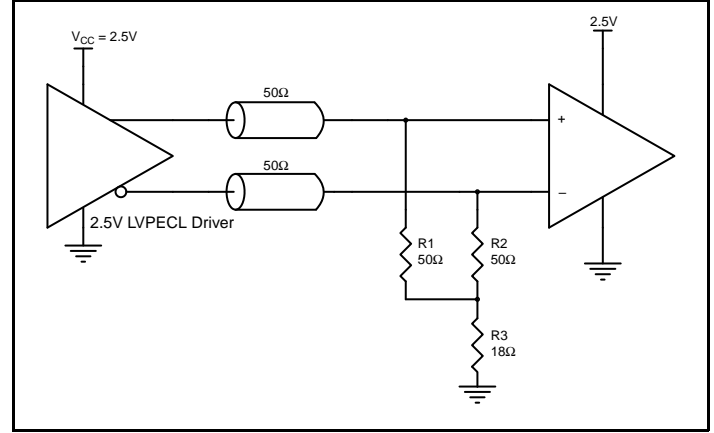 V_CC = 2.5V
2.5V
50Ω
+
50Ω
–
2.5V LVPECL Driver
R1
50Ω
R2
50Ω
R3
18Ω